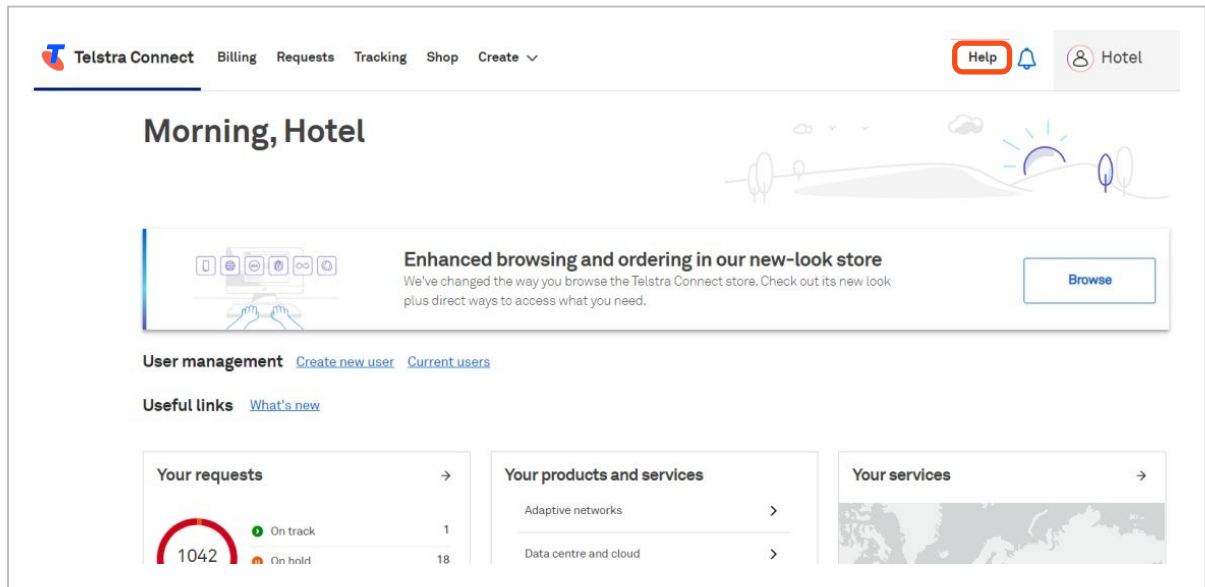 Telstra Connect Billing Requests Tracking Shop Create Help Hotel
Morning, Hotel
Enhanced browsing and ordering in our new-look store
We've changed the way you browse the Telstra Connect store. Check out its new look
plus direct ways to access what you need.
Browse
User management Create new user Current users
Useful links What's new
Your requests
1042
On track 1
On hold 18
Your products and services
Adaptive networks
Data centre and cloud
Your services